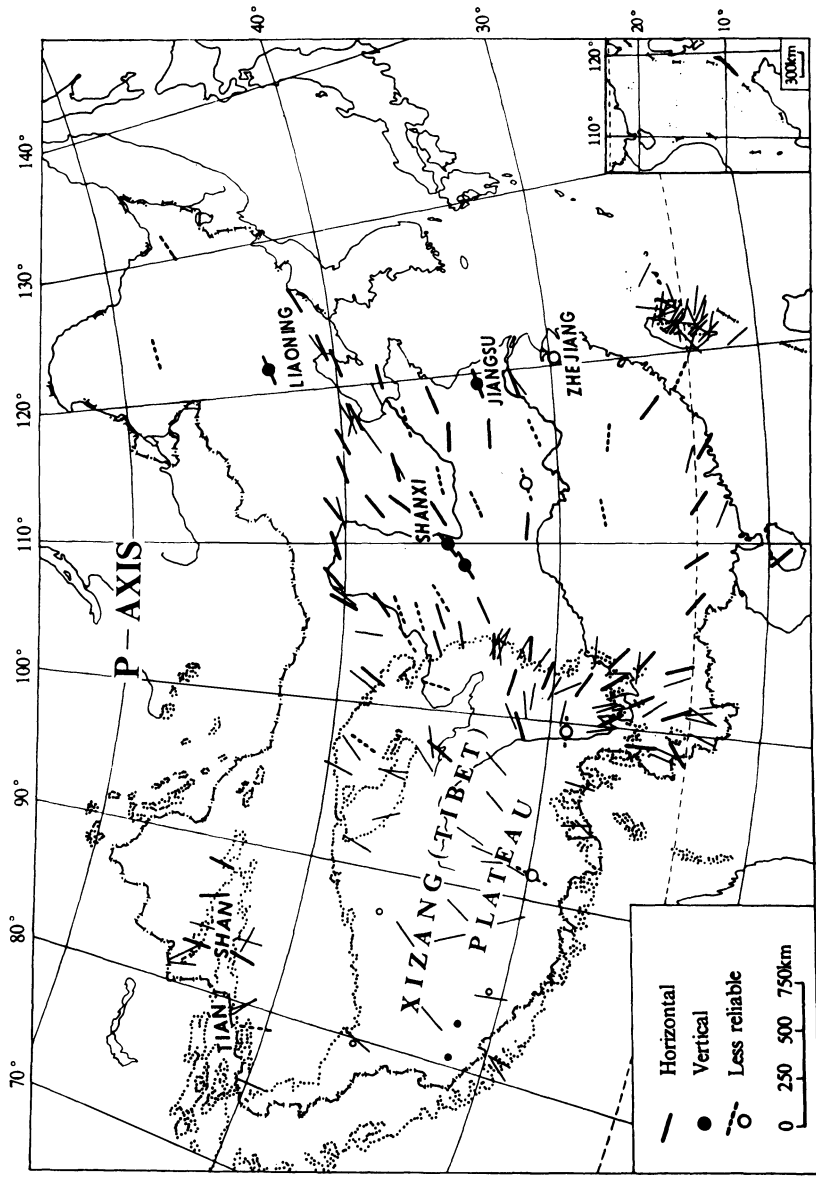 P – AXIS
70°
80°
90°
100°
110°
120°
130°
140°
40°
30°
20°
10°
TIAN SHAN
XIZANG (TIBET)
PLATEAU
SHANXI
LIAONING
JIANGSU
ZHEJIANG
Horizontal
Vertical
Less reliable
0 250 500 750km
110° 120°
300km